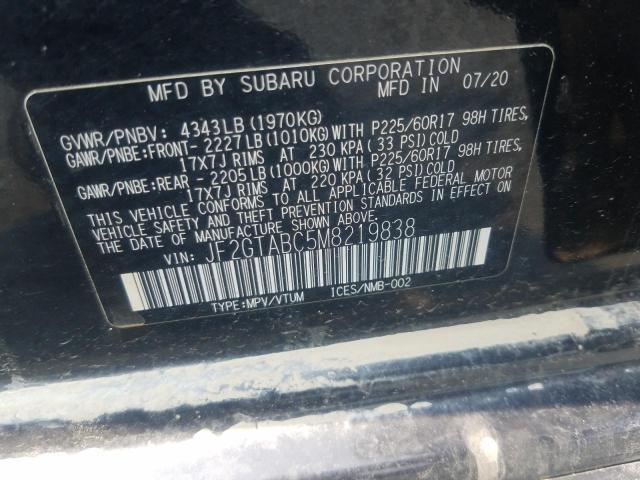 MFD BY SUBARU CORPORATION
MFD IN 07/20
GVWR/PNBV: 4343LB(1970KG)
GAWR/PNBE:FRONT-2227LB(1010KG)WITH P225/60R17 98H TIRES,
17X7J RIMS AT 230 KPA (33 PSI)COLD
GAWR/PNBE:REAR -2205LB(1000KG)WITH P225/60R17 98H TIRES,
17X7J RIMS AT 220 KPA (32 PSI)COLD
THIS VEHICLE CONFORMS TO ALL APPLICABLE FEDERAL MOTOR
VEHICLE SAFETY AND THEFT PREVENTION STANDARDS IN EFFECT ON
THE DATE OF MANUFACTURE SHOWN ABOVE.
VIN: JF2GTABC5M8219838
TYPE:MPV/VTUM ICES/NMB-002